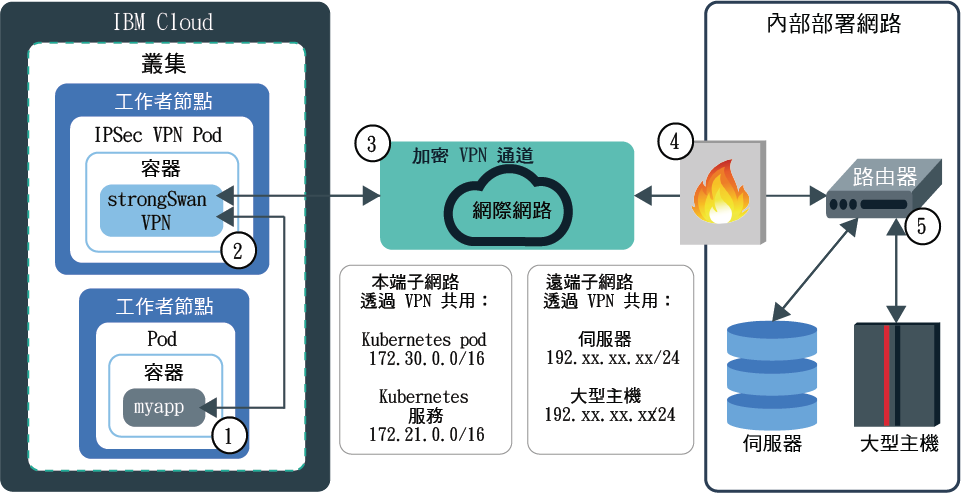 IBM Cloud
叢集
工作者節點
IPSec VPN Pod
容器
strongSwan
VPN
2
工作者節點
Pod
容器
myapp
1
3
加密 VPN 通道
網際網路
本端子網路
透過 VPN 共用：
Kubernetes pod
172.30.0.0/16
Kubernetes
服務
172.21.0.0/16
遠端子網路
透過 VPN 共用：
伺服器
192.xx.xx.xx/24
大型主機
192.xx.xx.xx/24
內部部署網路
4
路由器
5
伺服器
大型主機